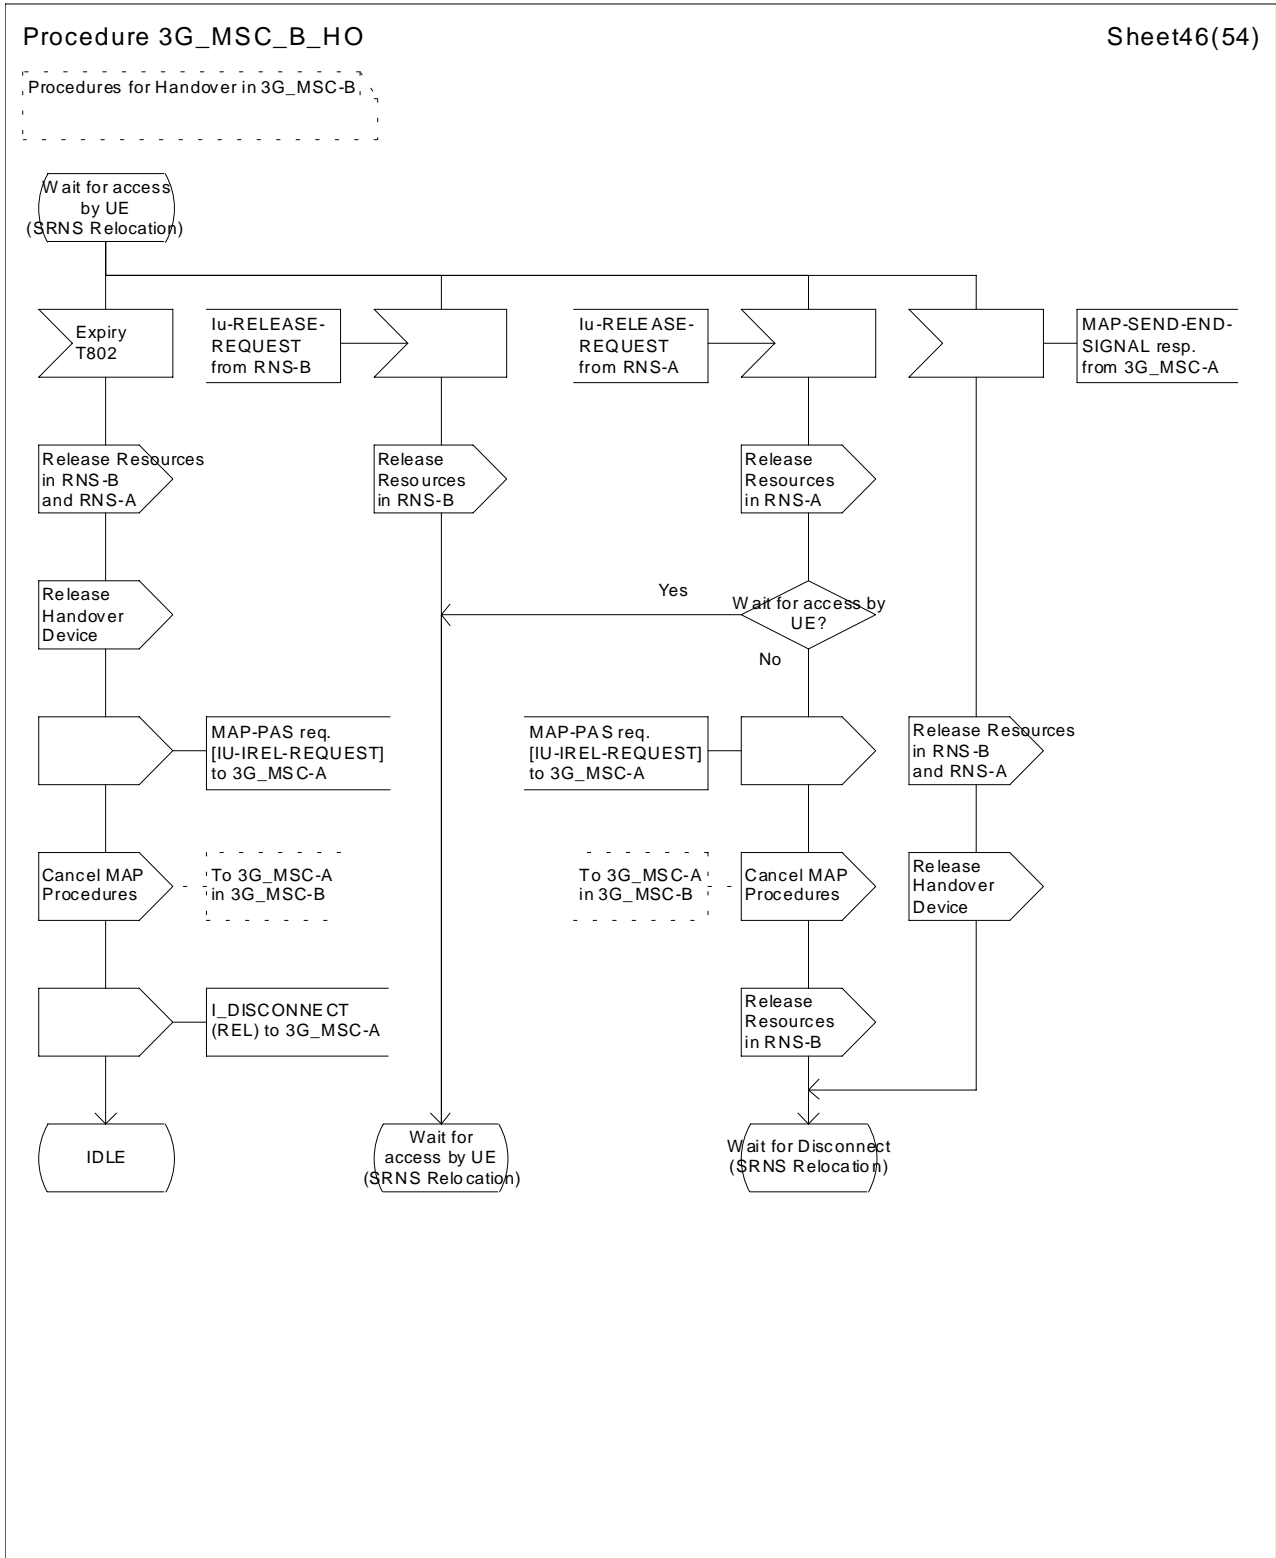 Procedure 3G_MSC_B_HO
Sheet46(54)
Procedures for Handover in 3G_MSC-B
Wait for access
by UE
(SRNS Relocation)
Expiry
T802
Iu-RELEASE-
REQUEST
from RNS-B
Iu-RELEASE-
REQUEST
from RNS-A
MAP-SEND-END-
SIGNAL resp.
from 3G_MSC-A
Release Resources
in RNS-B
and RNS-A
Release
Resources
in RNS-B
Release
Resources
in RNS-A
Release
Handover
Device
Yes
Wait for access by
UE?
No
MAP-PAS req.
[IU-IREL-REQUEST]
to 3G_MSC-A
MAP-PAS req.
[IU-IREL-REQUEST]
to 3G_MSC-A
Release Resources
in RNS-B
and RNS-A
Cancel MAP
Procedures
To 3G_MSC-A
in 3G_MSC-B
To 3G_MSC-A
in 3G_MSC-B
Cancel MAP
Procedures
Release
Handover
Device
I_DISCONNECT
(REL) to 3G_MSC-A
Release
Resources
in RNS-B
IDLE
Wait for
access by UE
(SRNS Relocation)
Wait for Disconnect
(SRNS Relocation)